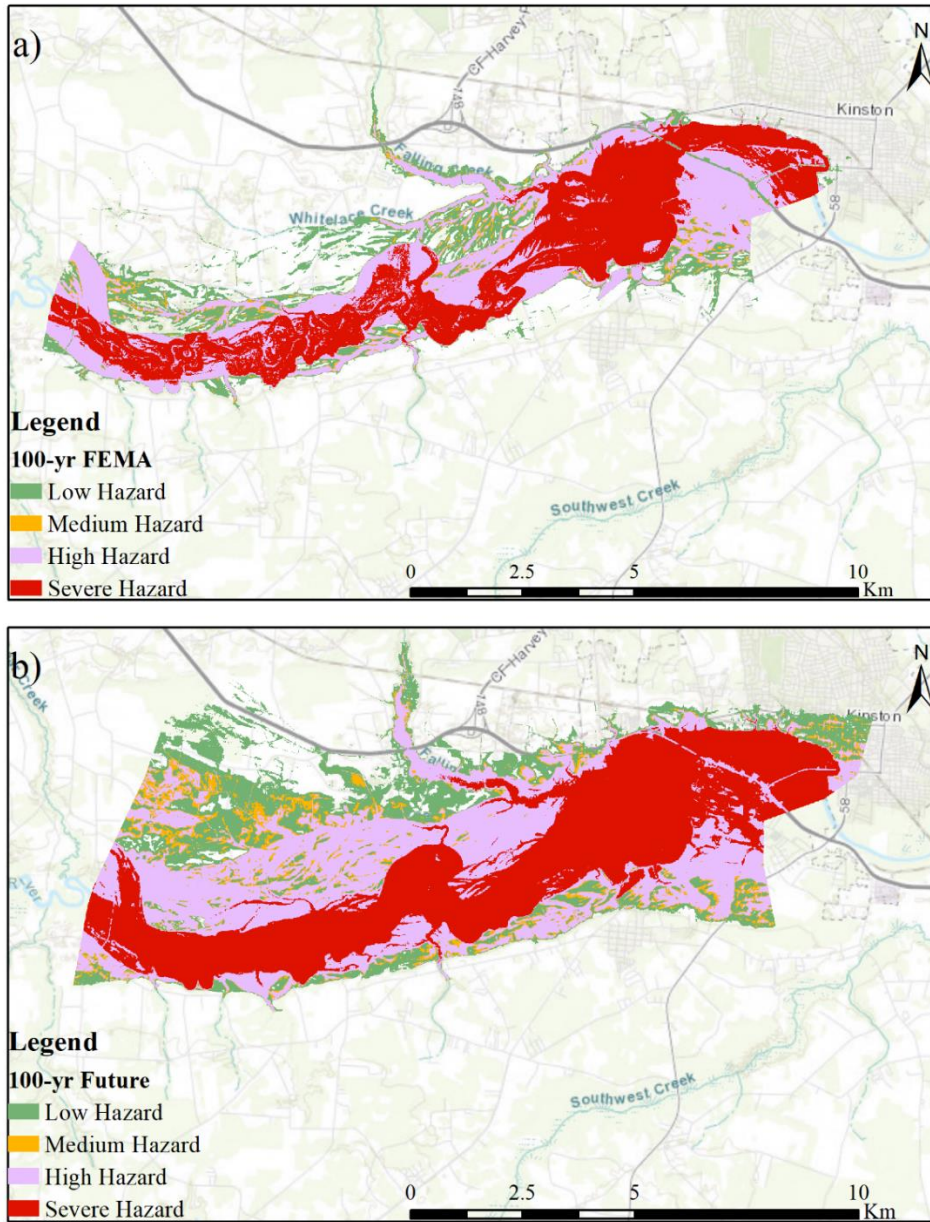 a)
N
CF Harvey P
148
Kinston
Falling Creek
Whitelace Creek
58
Legend
100-yr FEMA
Low Hazard
Medium Hazard
High Hazard
Severe Hazard
Southwest Creek
0 2.5 5 10
Km
b)
N
Creek
CF Harvey
148
Kinston
Fallin
58
Legend
100-yr Future
Low Hazard
Medium Hazard
High Hazard
Severe Hazard
Southwest Creek
0 2.5 5 10
Km